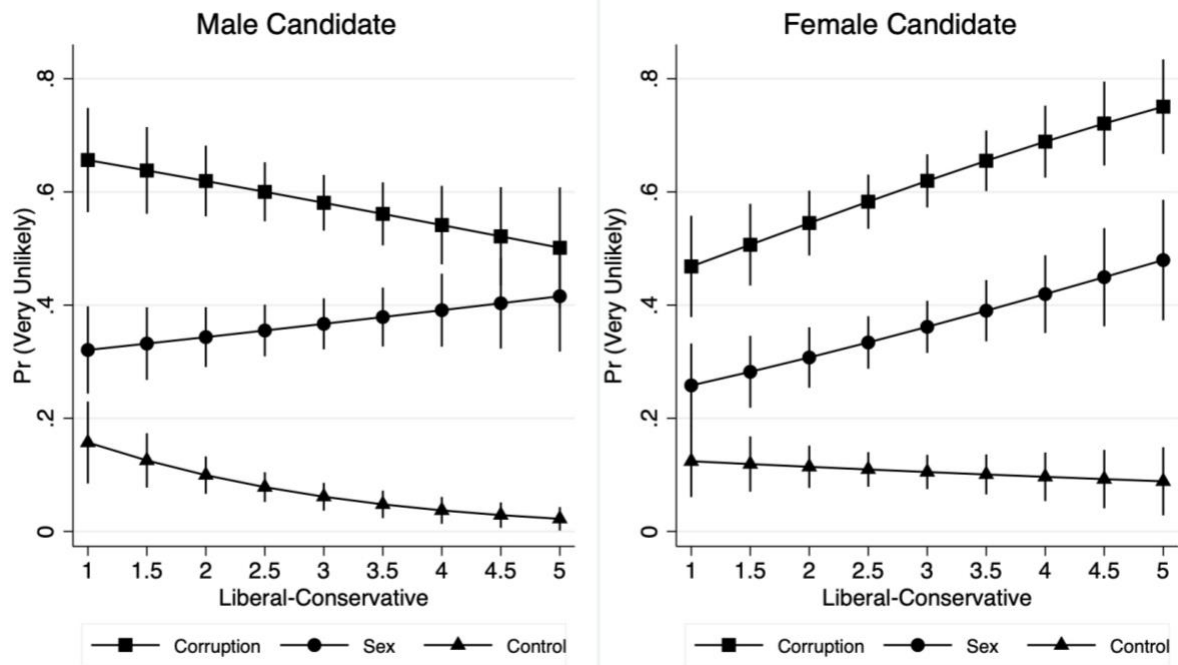 Male Candidate
Pr (Very Unlikely)
.8
.6
.4
.2
0
1 1.5 2 2.5 3 3.5 4 4.5 5
Liberal-Conservative
Corruption Sex Control
Female Candidate
Pr (Very Unlikely)
.8
.6
.4
.2
0
1 1.5 2 2.5 3 3.5 4 4.5 5
Liberal-Conservative
Corruption Sex Control